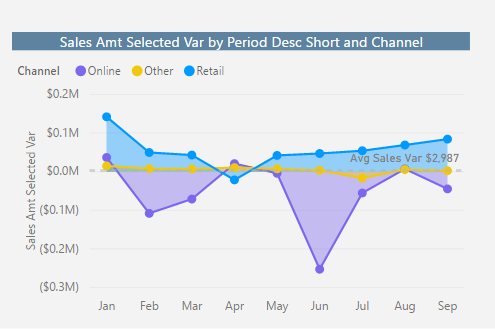 Sales Amt Selected Var by Period Desc Short and Channel
Channel Online Other Retail
$0.2M
$0.1M
Avg Sales Var $2,987
$0.0M
($0.1M)
($0.2M)
($0.3M)
Sales Amt Selected Var
Jan Feb Mar Apr May Jun Jul Aug Sep